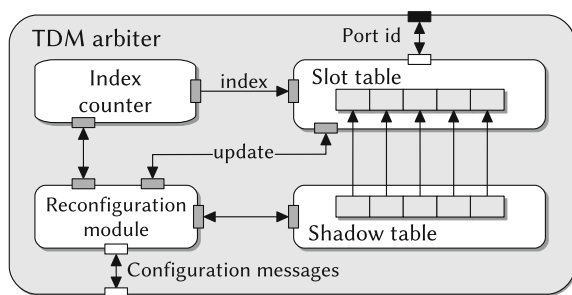 TDM arbiter
Port id
Index
counter
index
Slot table
update
Reconfiguration
module
Shadow table
Configuration messages